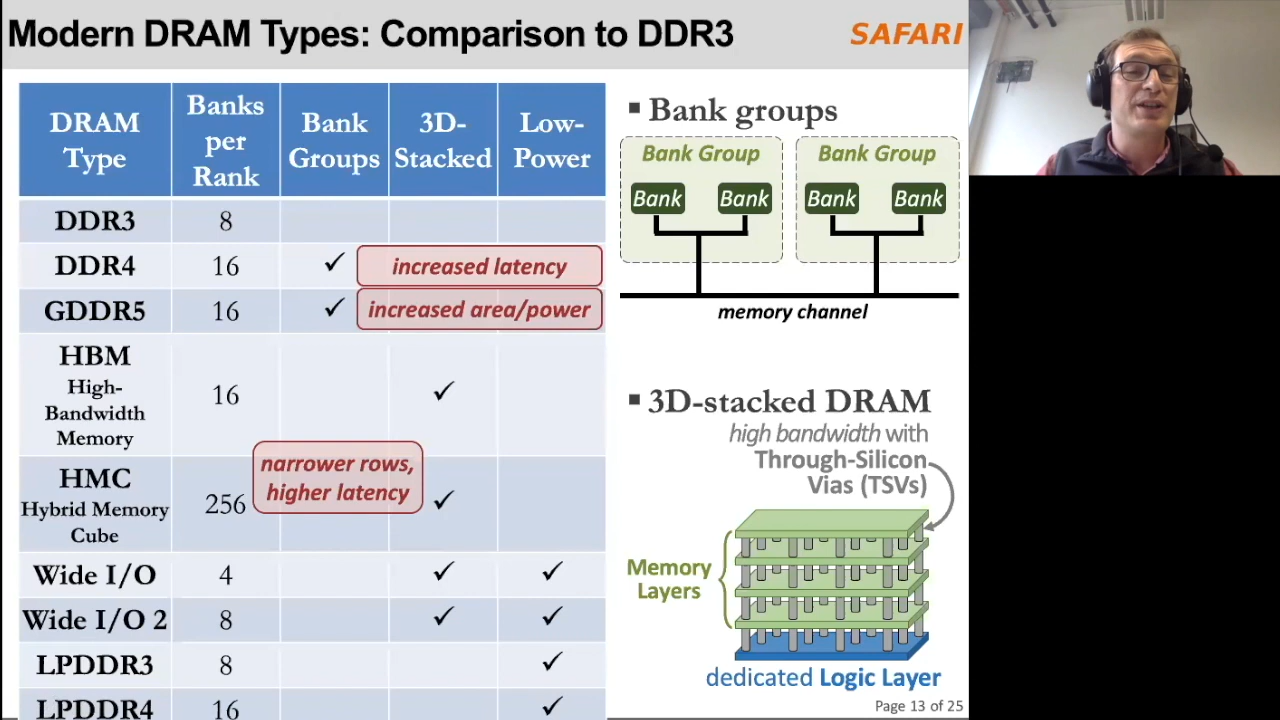 Modern DRAM Types: Comparison to DDR3
SAFARI
DRAM
Type
Banks
per
Rank
Bank
Groups
3D-
Stacked
Low-
Power
DDR3
8
DDR4
16
✓
increased latency
GDDR5
16
✓
increased area/power
HBM
High-
Bandwidth
Memory
16
✓
HMC
Hybrid Memory
Cube
256
narrower rows,
higher latency
✓
Wide I/O
4
✓
✓
Wide I/O 2
8
✓
✓
LPDDR3
8
✓
LPDDR4
16
✓
▪ Bank groups
Bank Group
Bank Group
Bank
Bank
Bank
Bank
memory channel
▪ 3D-stacked DRAM
high bandwidth with
Through-Silicon
Vias (TSVs)
Memory
Layers
dedicated Logic Layer
Page 13 of 25